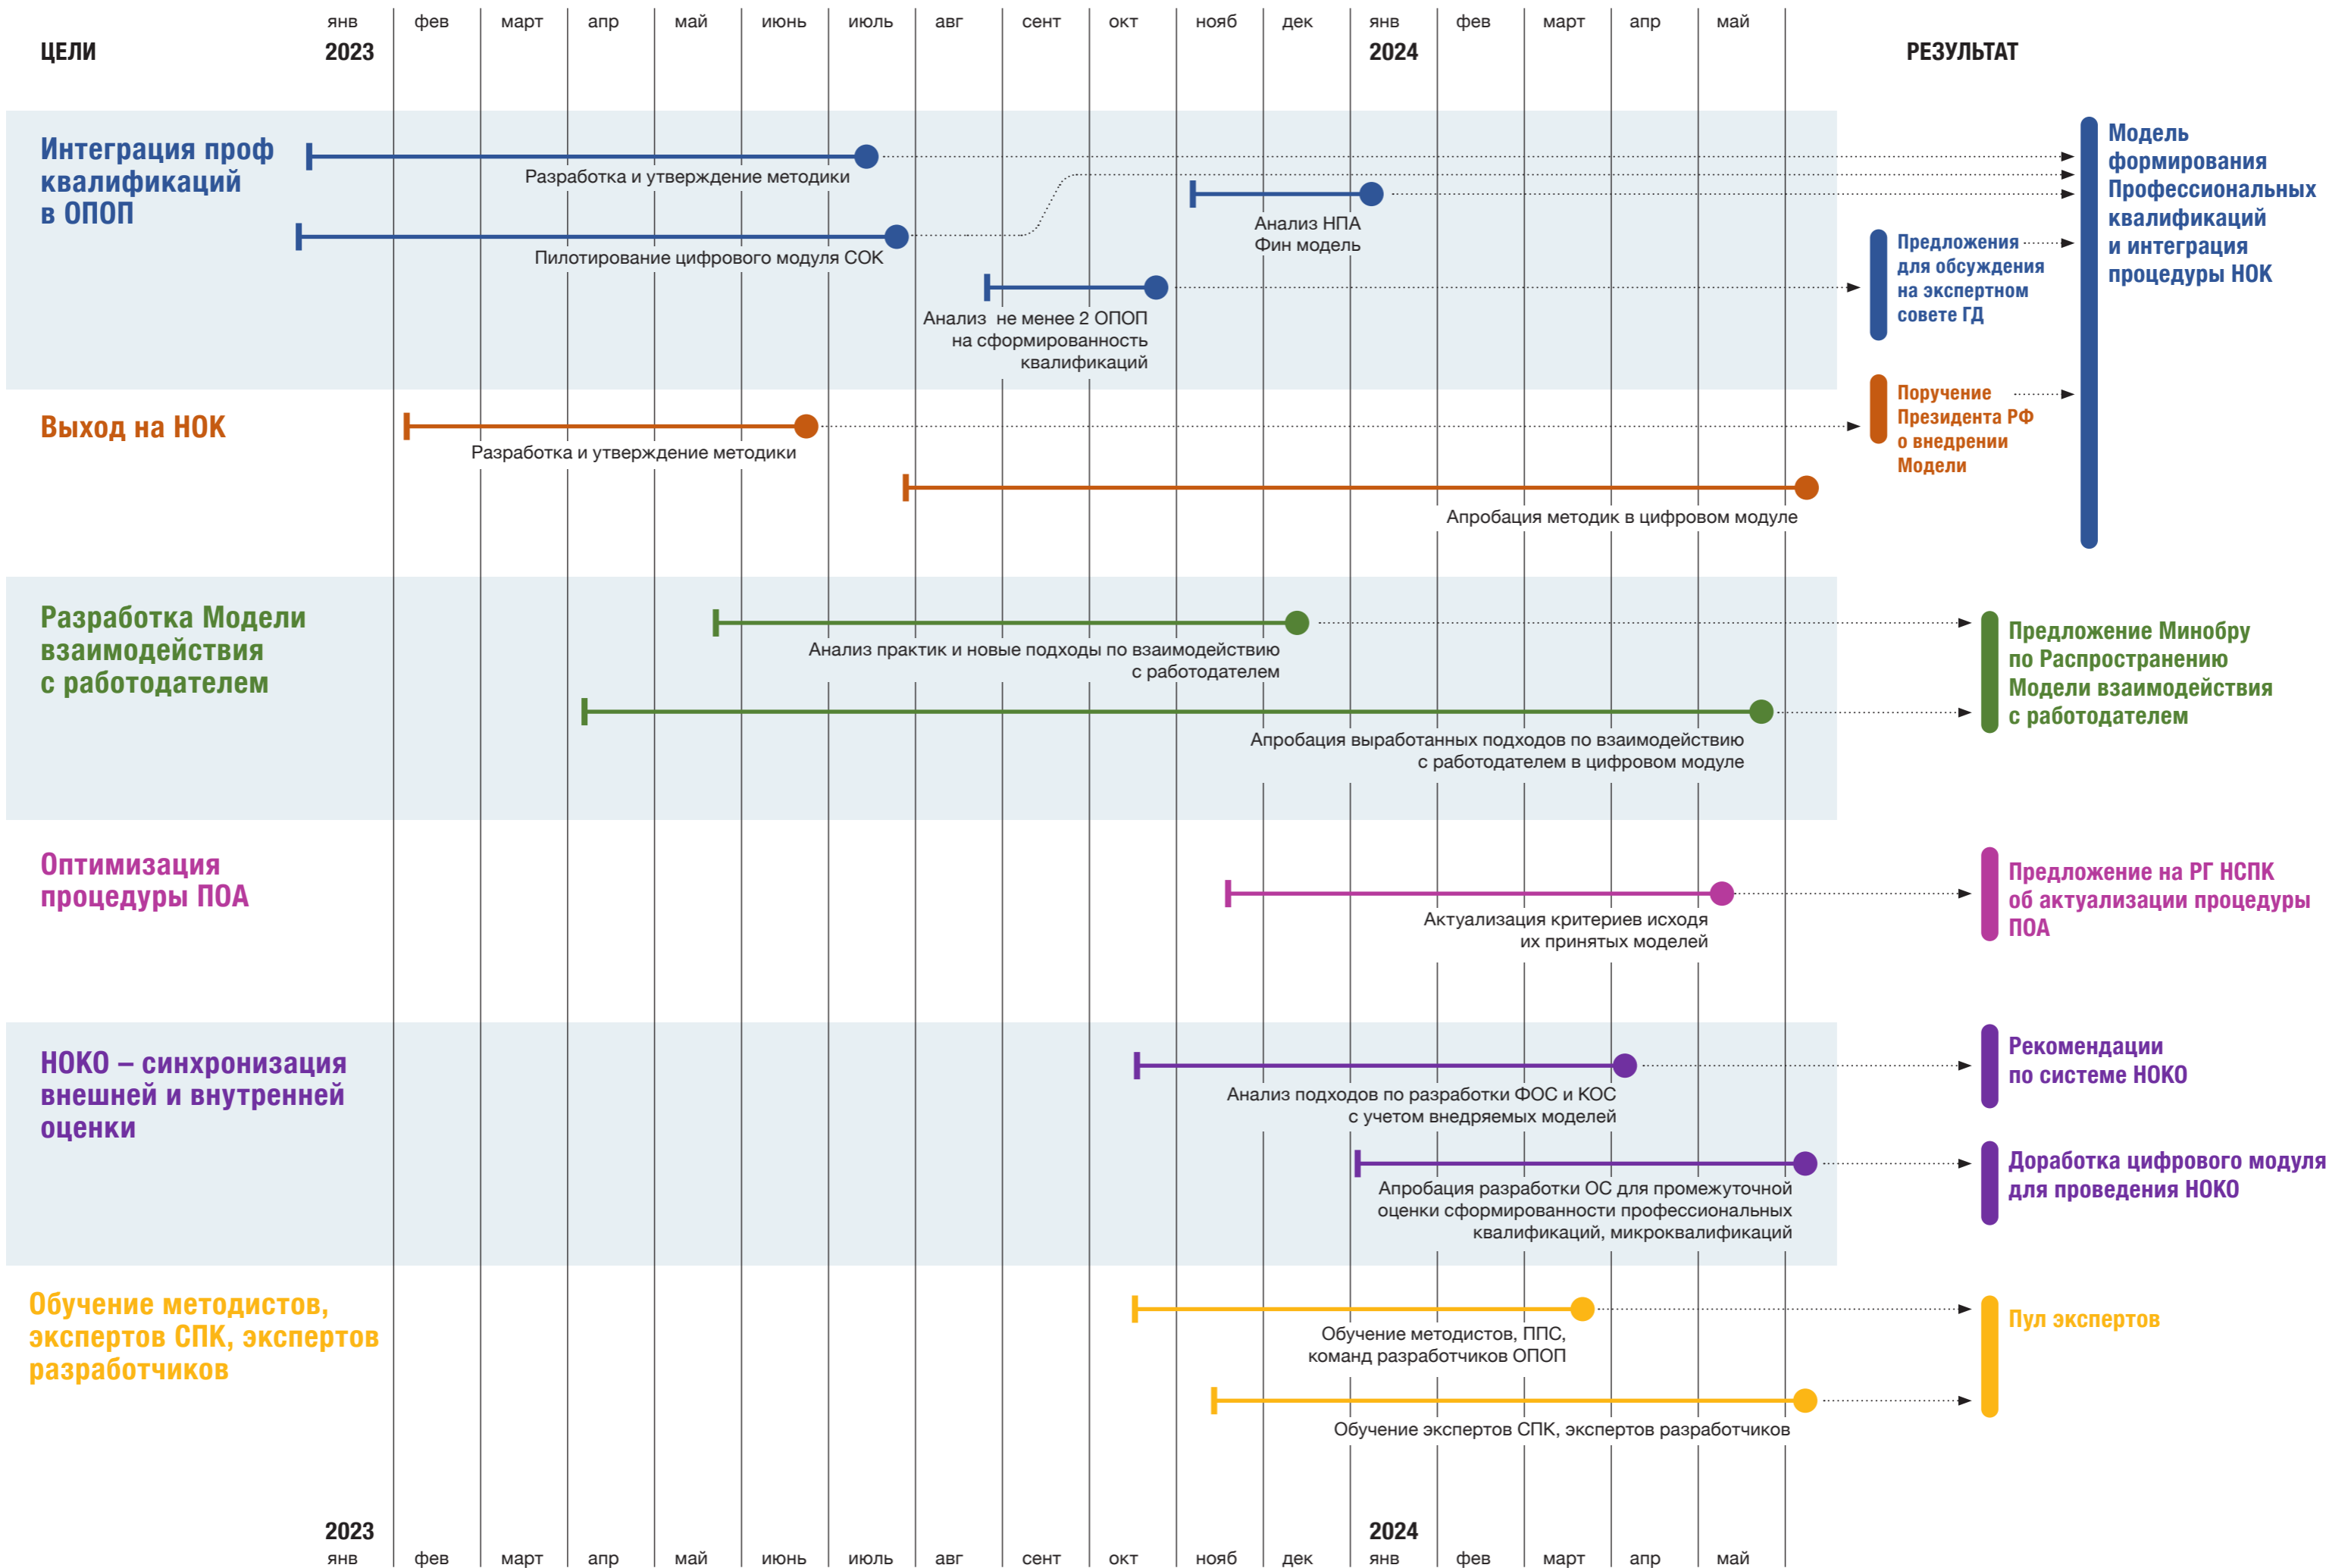 янв фев март апр май июнь июль авг сент окт нояб дек янв фев март апр май
ЦЕЛИ 2023 2024 РЕЗУЛЬТАТ
Интеграция проф
квалификаций
в ОПОП
Разработка и утверждение методики
Пилотирование цифрового модуля СОК
Анализ НПА
Фин модель
Анализ не менее 2 ОПОП
на сформированность
квалификаций
Предложения
для обсуждения
на экспертном
совете ГД
Модель
формирования
Профессиональных
квалификаций
и интеграция
процедуры НОК
Выход на НОК
Разработка и утверждение методики
Апробация методик в цифровом модуле
Поручение
Президента РФ
о внедрении
Модели
Разработка Модели
взаимодействия
с работодателем
Анализ практик и новые подходы по взаимодействию
с работодателем
Апробация выработанных подходов по взаимодействию
с работодателем в цифровом модуле
Предложение Минобру
по Распространению
Модели взаимодействия
с работодателем
Оптимизация
процедуры ПОА
Актуализация критериев исходя
их принятых моделей
Предложение на РГ НСПК
об актуализации процедуры
ПОА
НОКО – синхронизация
внешней и внутренней
оценки
Анализ подходов по разработки ФОС и КОС
с учетом внедряемых моделей
Апробация разработки ОС для промежуточной
оценки сформированности профессиональных
квалификаций, микроквалификаций
Рекомендации
по системе НОКО
Доработка цифрового модуля
для проведения НОКО
Обучение методистов,
экспертов СПК, экспертов
разработчиков
Обучение методистов, ППС,
команд разработчиков ОПОП
Обучение экспертов СПК, экспертов разработчиков
Пул экспертов
2023 2024
янв фев март апр май июнь июль авг сент окт нояб дек янв фев март апр май